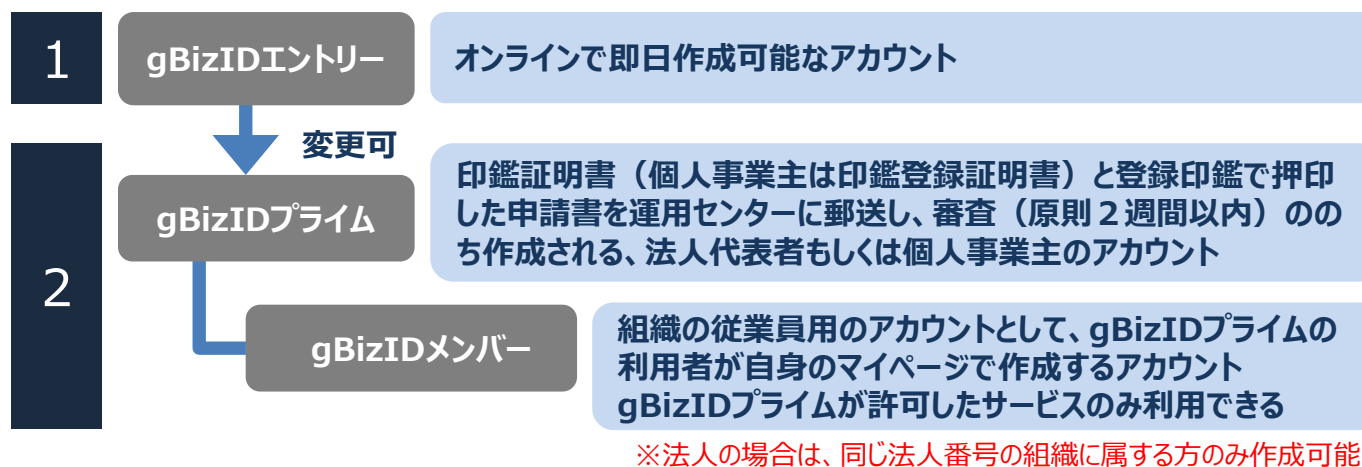 1
gBizIDエントリー
オンラインで即日作成可能なアカウント
変更可
2
gBizIDプライム
印鑑証明書（個人事業主は印鑑登録証明書）と登録印鑑で押印
した申請書を運用センターに郵送し、審査（原則２週間以内）のの
ち作成される、法人代表者もしくは個人事業主のアカウント
gBizIDメンバー
組織の従業員用のアカウントとして、gBizIDプライムの
利用者が自身のマイページで作成するアカウント
gBizIDプライムが許可したサービスのみ利用できる
※法人の場合は、同じ法人番号の組織に属する方のみ作成可能